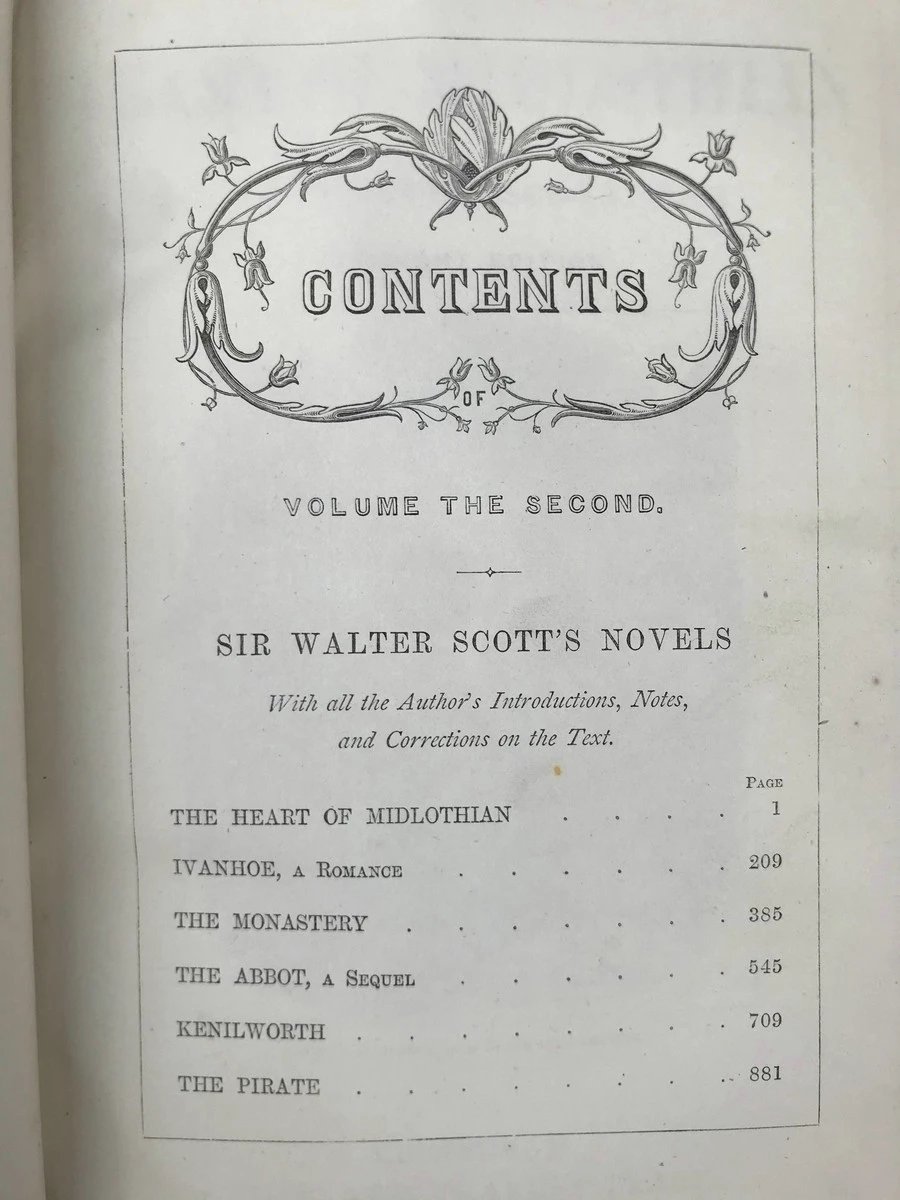 CONTENTS
OF
VOLUME THE SECOND.
SIR WALTER SCOTT'S NOVELS
With all the Author's Introductions, Notes,
and Corrections on the Text.
PAGE
THE HEART OF MIDLOTHIAN . . . . 1
IVANHOE, A ROMANCE . . . . . . 209
THE MONASTERY . . . . . . . 385
THE ABBOT, A SEQUEL . . . . . . 545
KENILWORTH . . . . . . . . 709
THE PIRATE . . . . . . . . 881